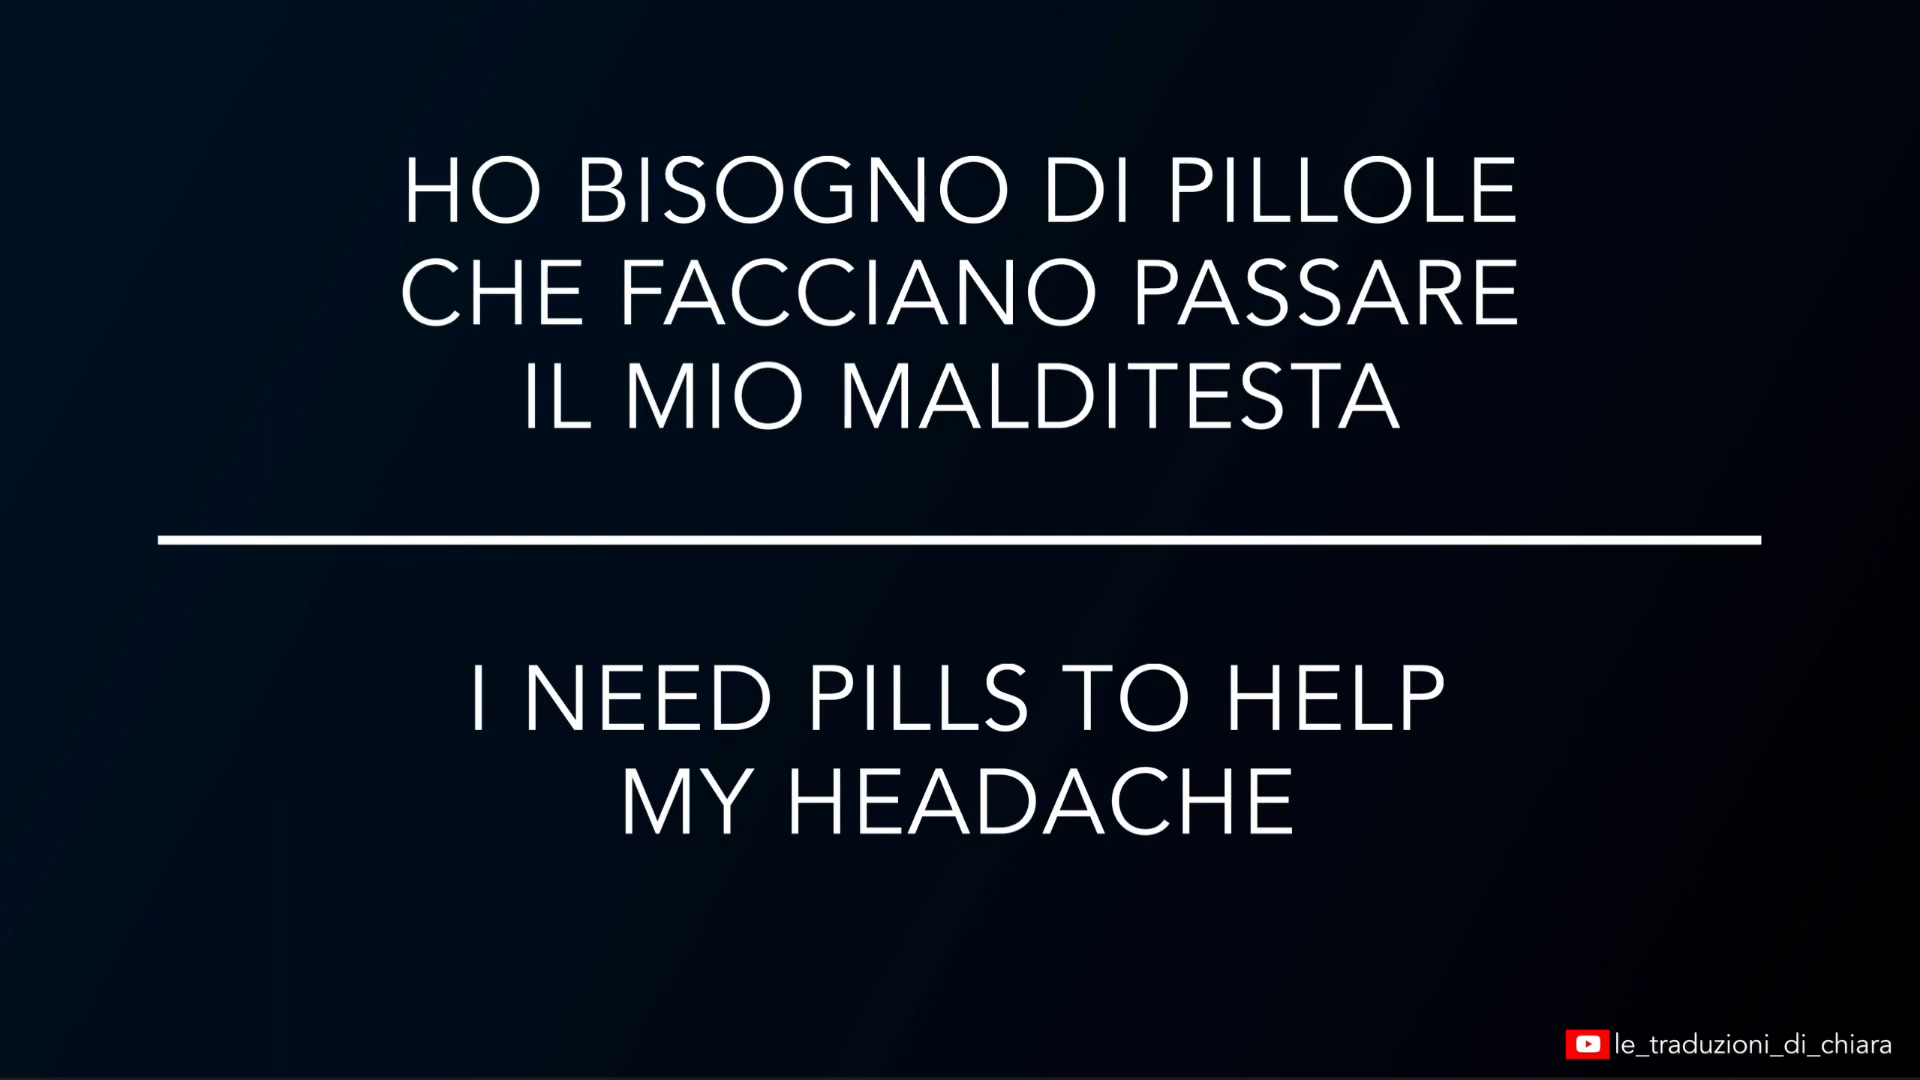 HO BISOGNO DI PILLOLE
CHE FACCIANO PASSARE
IL MIO MALDITESTA
I NEED PILLS TO HELP
MY HEADACHE
le_traduzioni_di_chiara